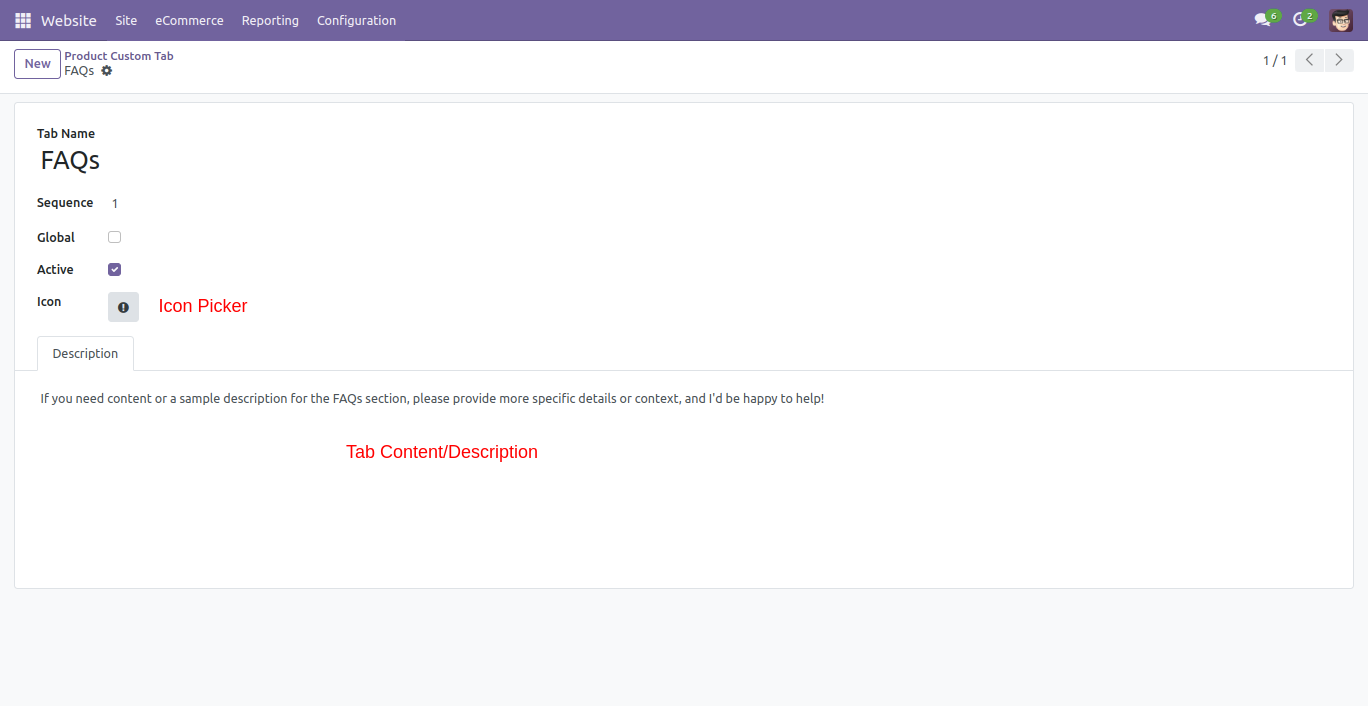 Website Site eCommerce Reporting Configuration 6 2
New Product Custom Tab 1 / 1
FAQs
Tab Name
FAQs
Sequence 1
Global
Active
Icon Icon Picker
Description
If you need content or a sample description for the FAQs section, please provide more specific details or context, and I'd be happy to help!
Tab Content/Description